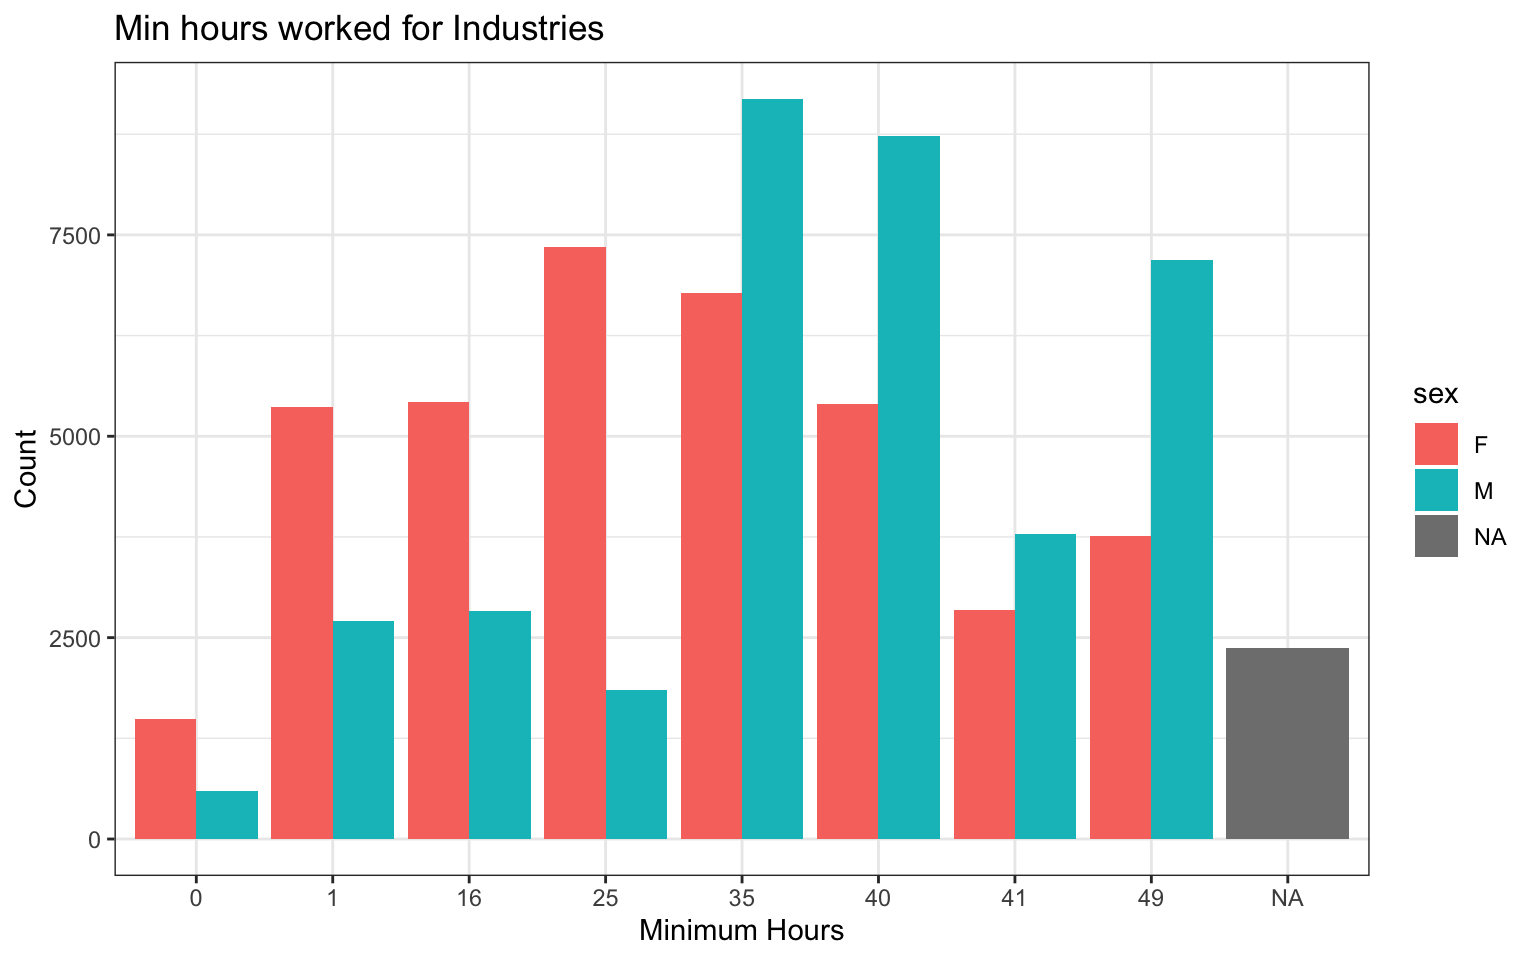 Min hours worked for Industries
Count
7500
5000
2500
0
0 1 16 25 35 40 41 49 NA
Minimum Hours
sex
F
M
NA